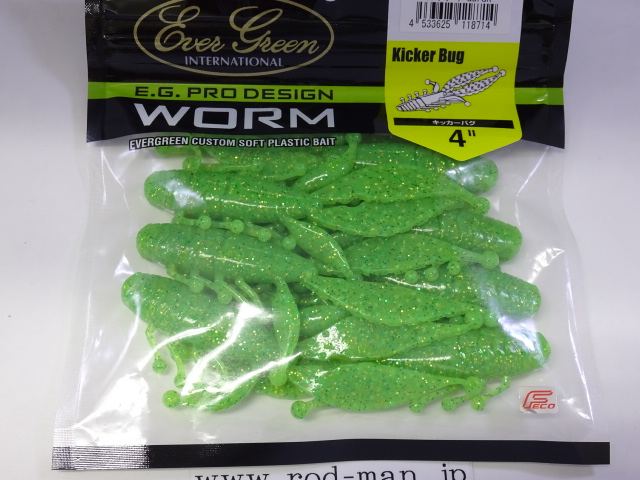 4 533625 118714
Ever Green
INTERNATIONAL
Kicker Bug
E.G. PRO DESIGN
WORM
EVERGREEN CUSTOM SOFT PLASTIC BAIT
キッカーバグ
4"
ECO
www.rod-man.jp